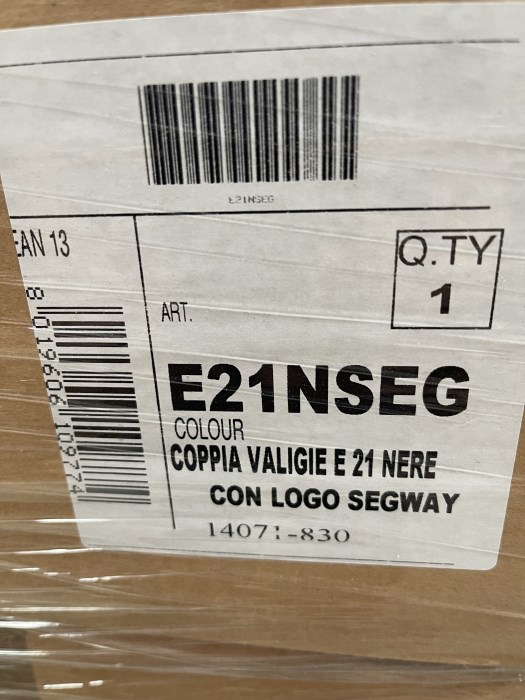 E21NSEG
EAN 13
Q.TY
1
8 019606 109774
ART.
E21NSEG
COLOUR
COPPIA VALIGIE E 21 NERE
CON LOGO SEGWAY
14071-830